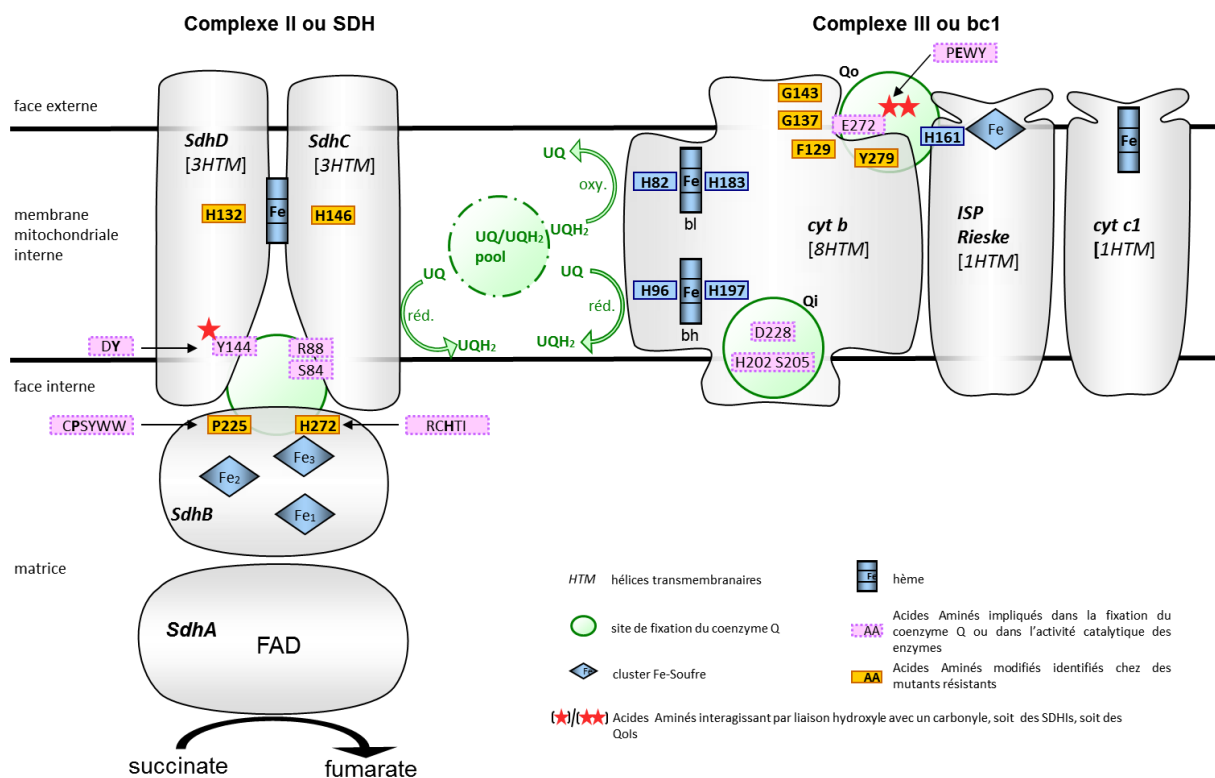 Complexe II ou SDH
Complexe III ou bc1
PEWY
Qo
face externe
G143
G137
E272
H161
Fe
F129
Y279
SdhD
[3HTM]
SdhC
[3HTM]
Fe
H132
H146
Fe
membrane
mitochondriale
interne
UQ
oxy.
UQH₂
UQ/UQH₂
pool
UQ
UQ
réd.
réd.
UQH₂
UQH₂
H82
Fe
H183
bl
H96
Fe
H197
bh
cyt b
[8HTM]
Qi
D228
H202 S205
ISP
Rieske
[1HTM]
cyt c1
[1HTM]
DY
Y144
R88
S84
face interne
CPSYWW
P225
H272
RCHTI
Fe₂
Fe₃
Fe₁
SdhB
matrice
SdhA
FAD
succinate
fumarate
HTM hélices transmembranaires
site de fixation du coenzyme Q
Fe cluster Fe-Soufre
Fe hème
AA Acides Aminés impliqués dans la fixation du
coenzyme Q ou dans l'activité catalytique des
enzymes
AA Acides Aminés modifiés identifiés chez des
mutants résistants
(★)/(★★) Acides Aminés interagissant par liaison hydroxyle avec un carbonyle, soit des SDHIs, soit des
QoIs